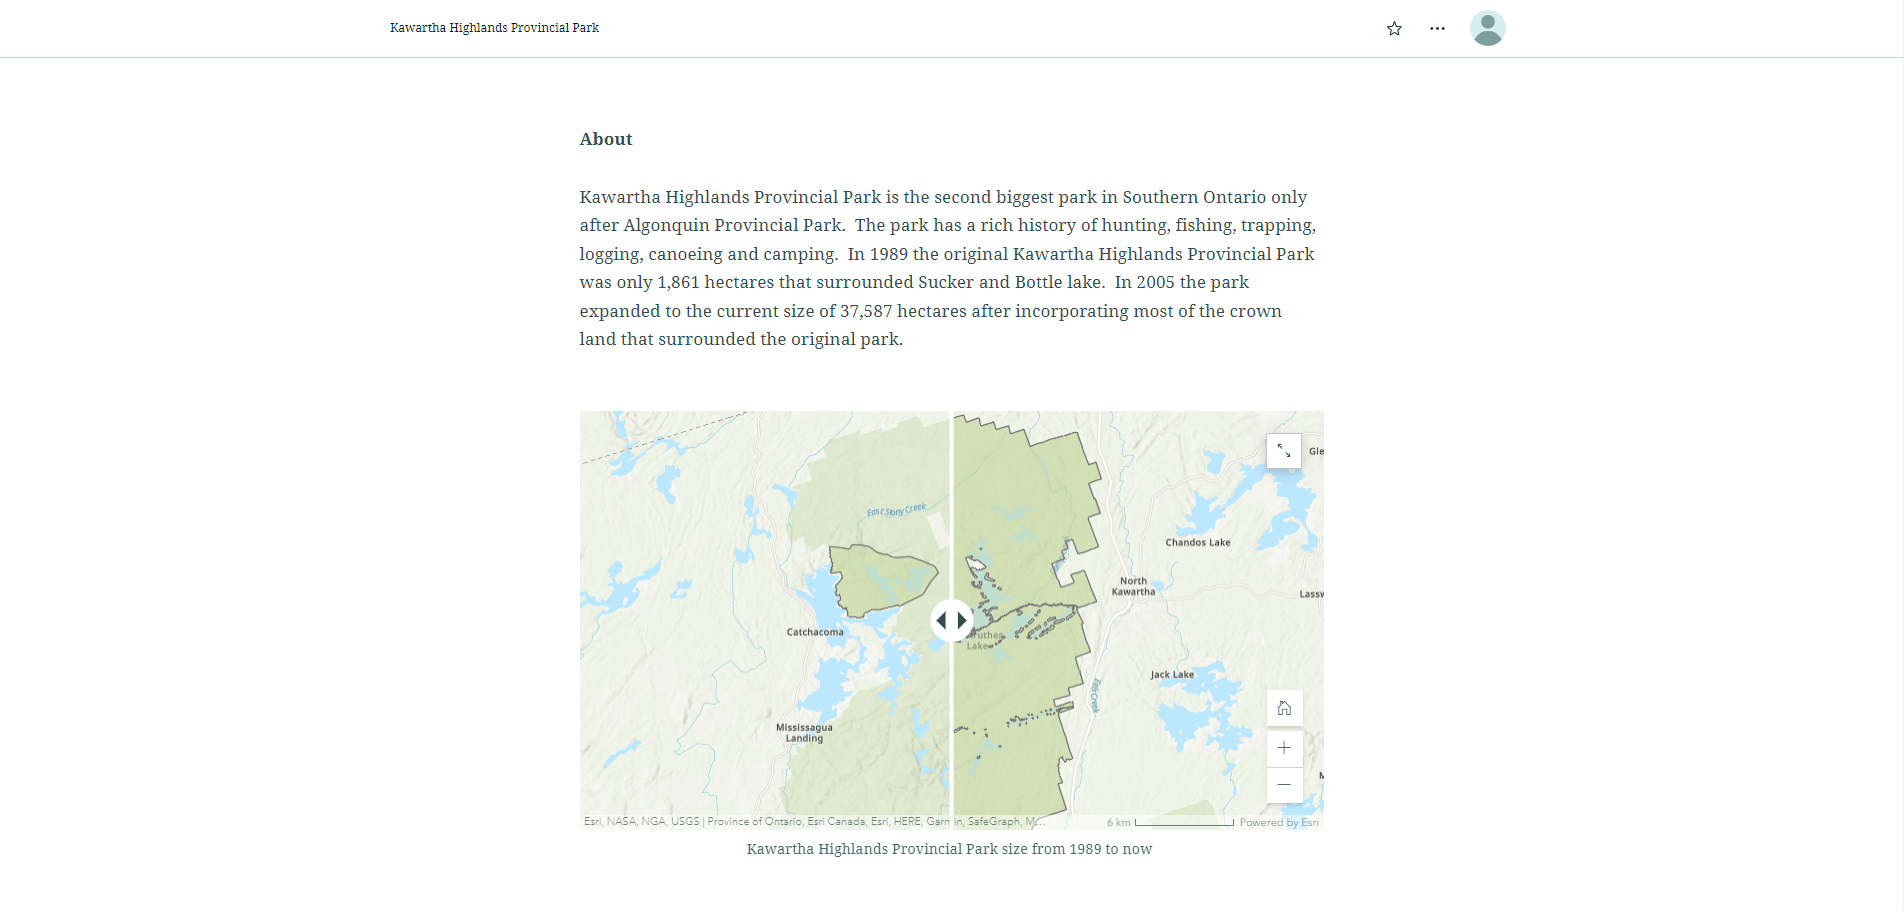 Kawartha Highlands Provincial Park
About
Kawartha Highlands Provincial Park is the second biggest park in Southern Ontario only
after Algonquin Provincial Park.  The park has a rich history of hunting, fishing, trapping,
logging, canoeing and camping.  In 1989 the original Kawartha Highlands Provincial Park
was only 1,861 hectares that surrounded Sucker and Bottle lake.  In 2005 the park
expanded to the current size of 37,587 hectares after incorporating most of the crown
land that surrounded the original park.
Gle
East Stony Creek
Chandos Lake
North
Kawartha
Lassw
Catchacoma
ruther
Lake
Jack Lake
Eels Creek
Mississagua
Landing
M
Esri, NASA, NGA, USGS | Province of Ontario, Esri Canada, Esri, HERE, Garmin, SafeGraph, M...
6 km
Powered by Esri
Kawartha Highlands Provincial Park size from 1989 to now